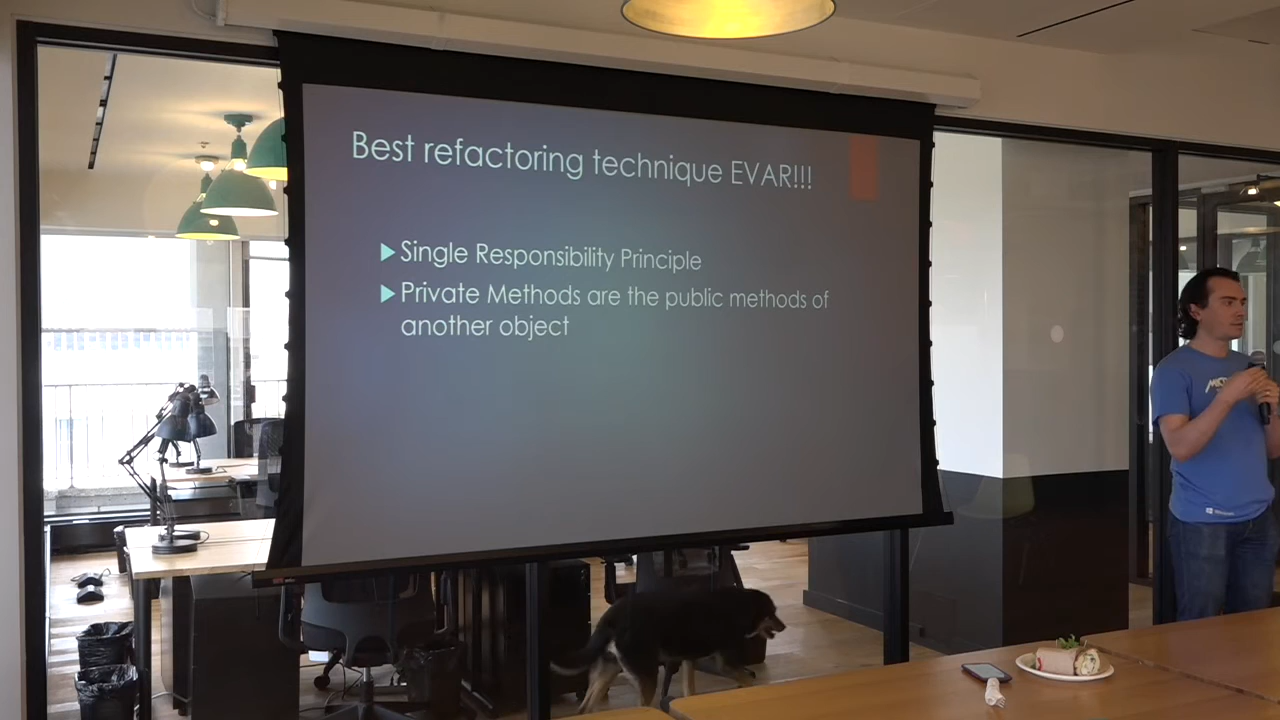 Best refactoring technique EVAR!!!
Single Responsibility Principle
Private Methods are the public methods of
another object